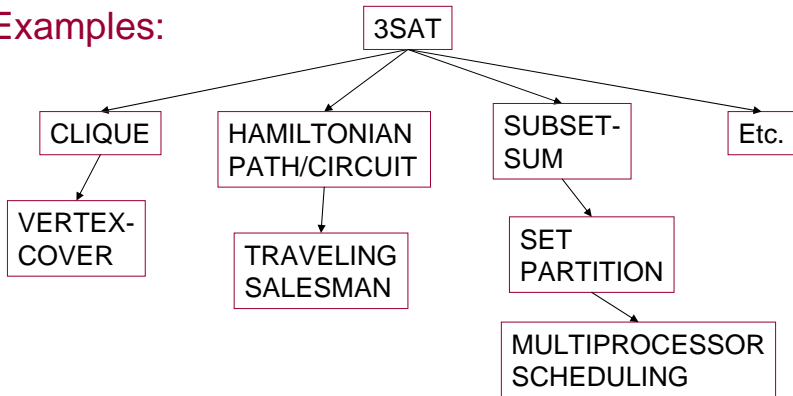 Examples:
3SAT
CLIQUE
HAMILTONIAN
PATH/CIRCUIT
SUBSET-
SUM
Etc.
VERTEX-
COVER
TRAVELING
SALESMAN
SET
PARTITION
MULTIPROCESSOR
SCHEDULING